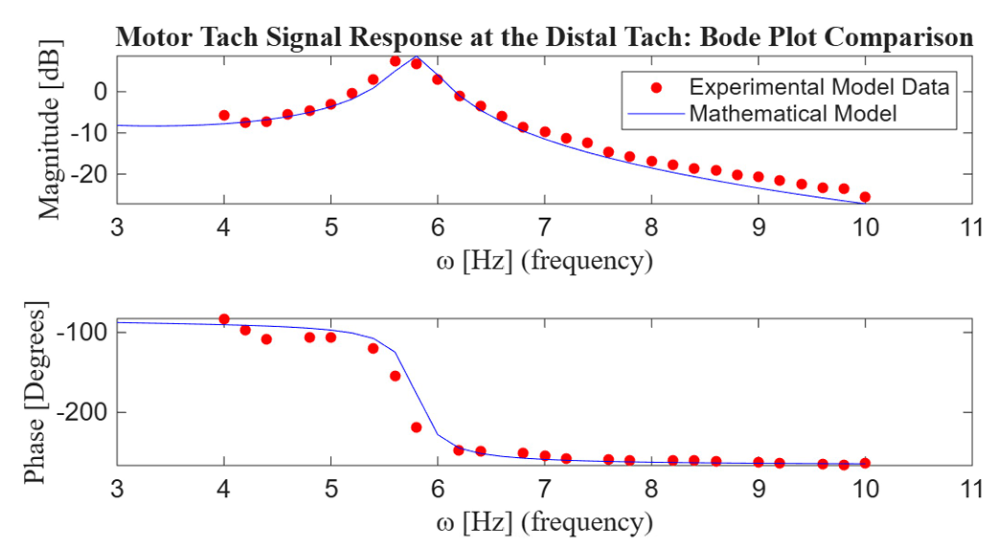 Motor Tach Signal Response at the Distal Tach: Bode Plot Comparison
Magnitude [dB]
0
-10
-20
Experimental Model Data
Mathematical Model
3 4 5 6 7 8 9 10 11
ω [Hz] (frequency)
Phase [Degrees]
-100
-200
3 4 5 6 7 8 9 10 11
ω [Hz] (frequency)